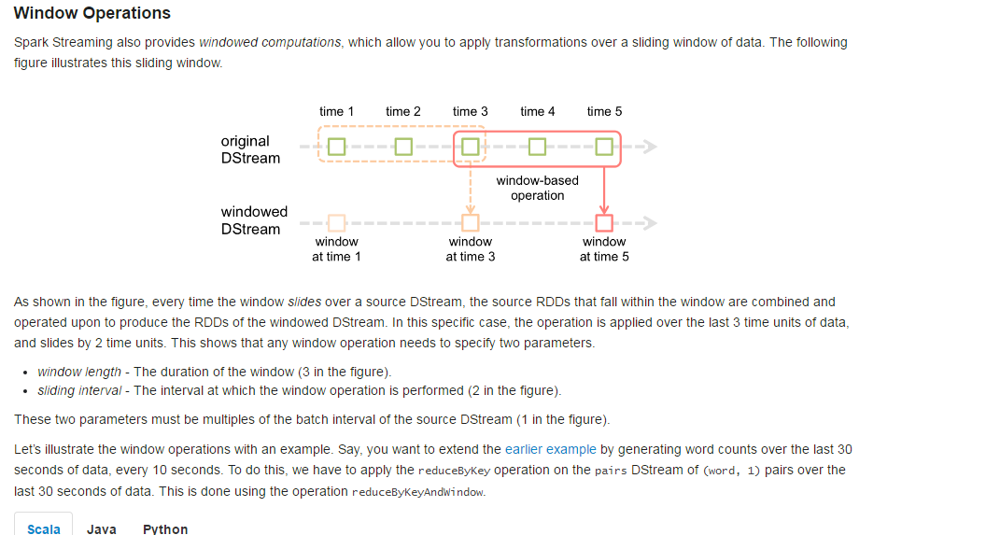 Window Operations
Spark Streaming also provides windowed computations, which allow you to apply transformations over a sliding window of data. The following
figure illustrates this sliding window.
time 1 time 2 time 3 time 4 time 5
original
DStream
window-based
operation
windowed
DStream
window
at time 1
window
at time 3
window
at time 5
As shown in the figure, every time the window slides over a source DStream, the source RDDs that fall within the window are combined and
operated upon to produce the RDDs of the windowed DStream. In this specific case, the operation is applied over the last 3 time units of data,
and slides by 2 time units. This shows that any window operation needs to specify two parameters.
• window length - The duration of the window (3 in the figure).
• sliding interval - The interval at which the window operation is performed (2 in the figure).
These two parameters must be multiples of the batch interval of the source DStream (1 in the figure).
Let's illustrate the window operations with an example. Say, you want to extend the earlier example by generating word counts over the last 30
seconds of data, every 10 seconds. To do this, we have to apply the reduceByKey operation on the pairs DStream of (word, 1) pairs over the
last 30 seconds of data. This is done using the operation reduceByKeyAndWindow.
Scala Java Python